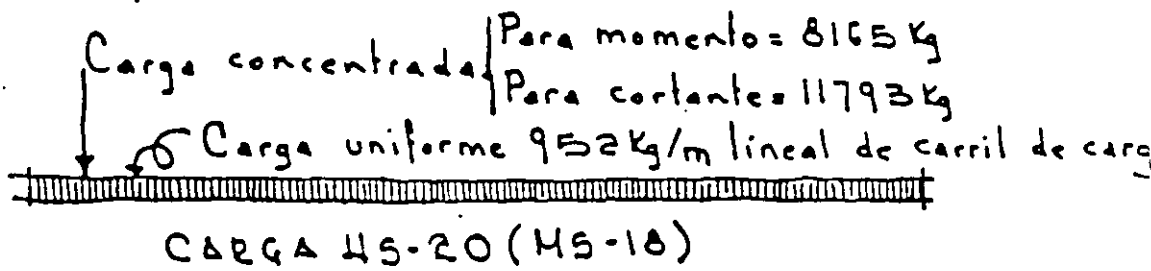 Para momento = 8165 Kg
Carga concentrada
Para cortante = 11793 Kg
Carga uniforme 952 Kg/m lineal de carril de carg
CARGA HS-20 (MS-18)